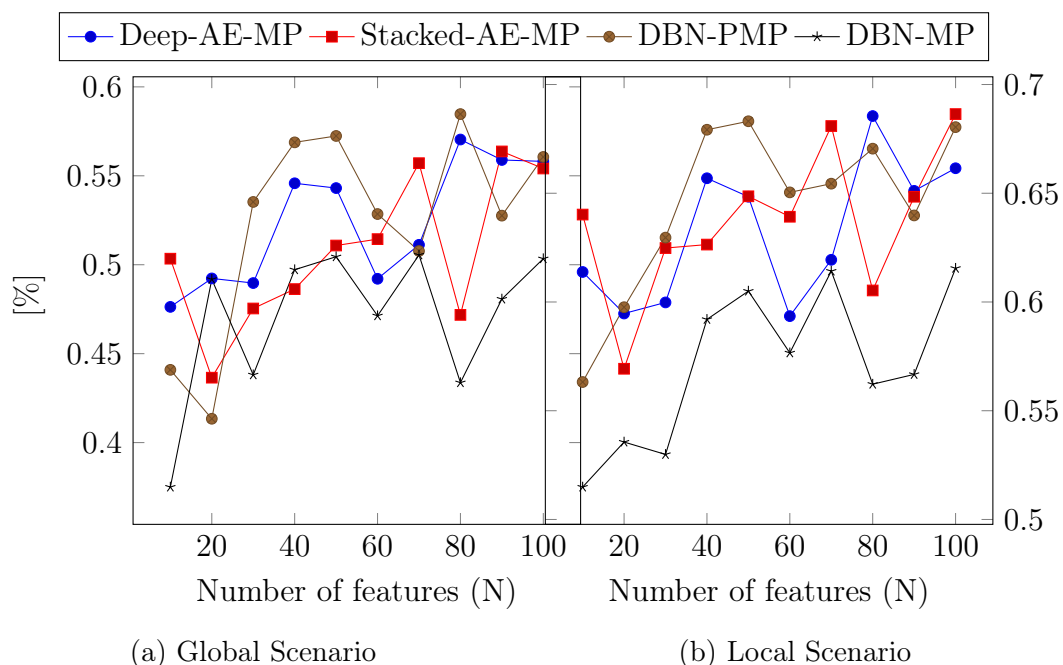 Deep-AE-MP Stacked-AE-MP DBN-PMP DBN-MP
0.6
0.55
0.5
0.45
0.4
[%]
20 40 60 80 100
Number of features (N)
(a) Global Scenario
0.7
0.65
0.6
0.55
0.5
20 40 60 80 100
Number of features (N)
(b) Local Scenario